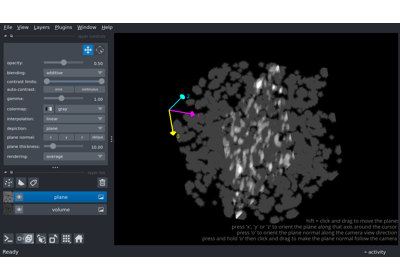 File View Layers Plugins Window Help
layer controls
opacity: 0.50
blending: additive
contrast limits:
auto-contrast: once continuous
gamma: 1.00
colormap: gray
interpolation: linear
depiction: plane
plane normal: x y z oblique
plane thickness: 10.00
rendering: average
layer list
plane
volume
hift + click and drag to move the plane
press 'x', 'y' or 'z' to orient the plane normal along that axis around the cursor
press 'o' to orient the plane normal along the camera view direction
press and hold 'o' then click and drag to make the plane normal follow the camera
Ready
activity